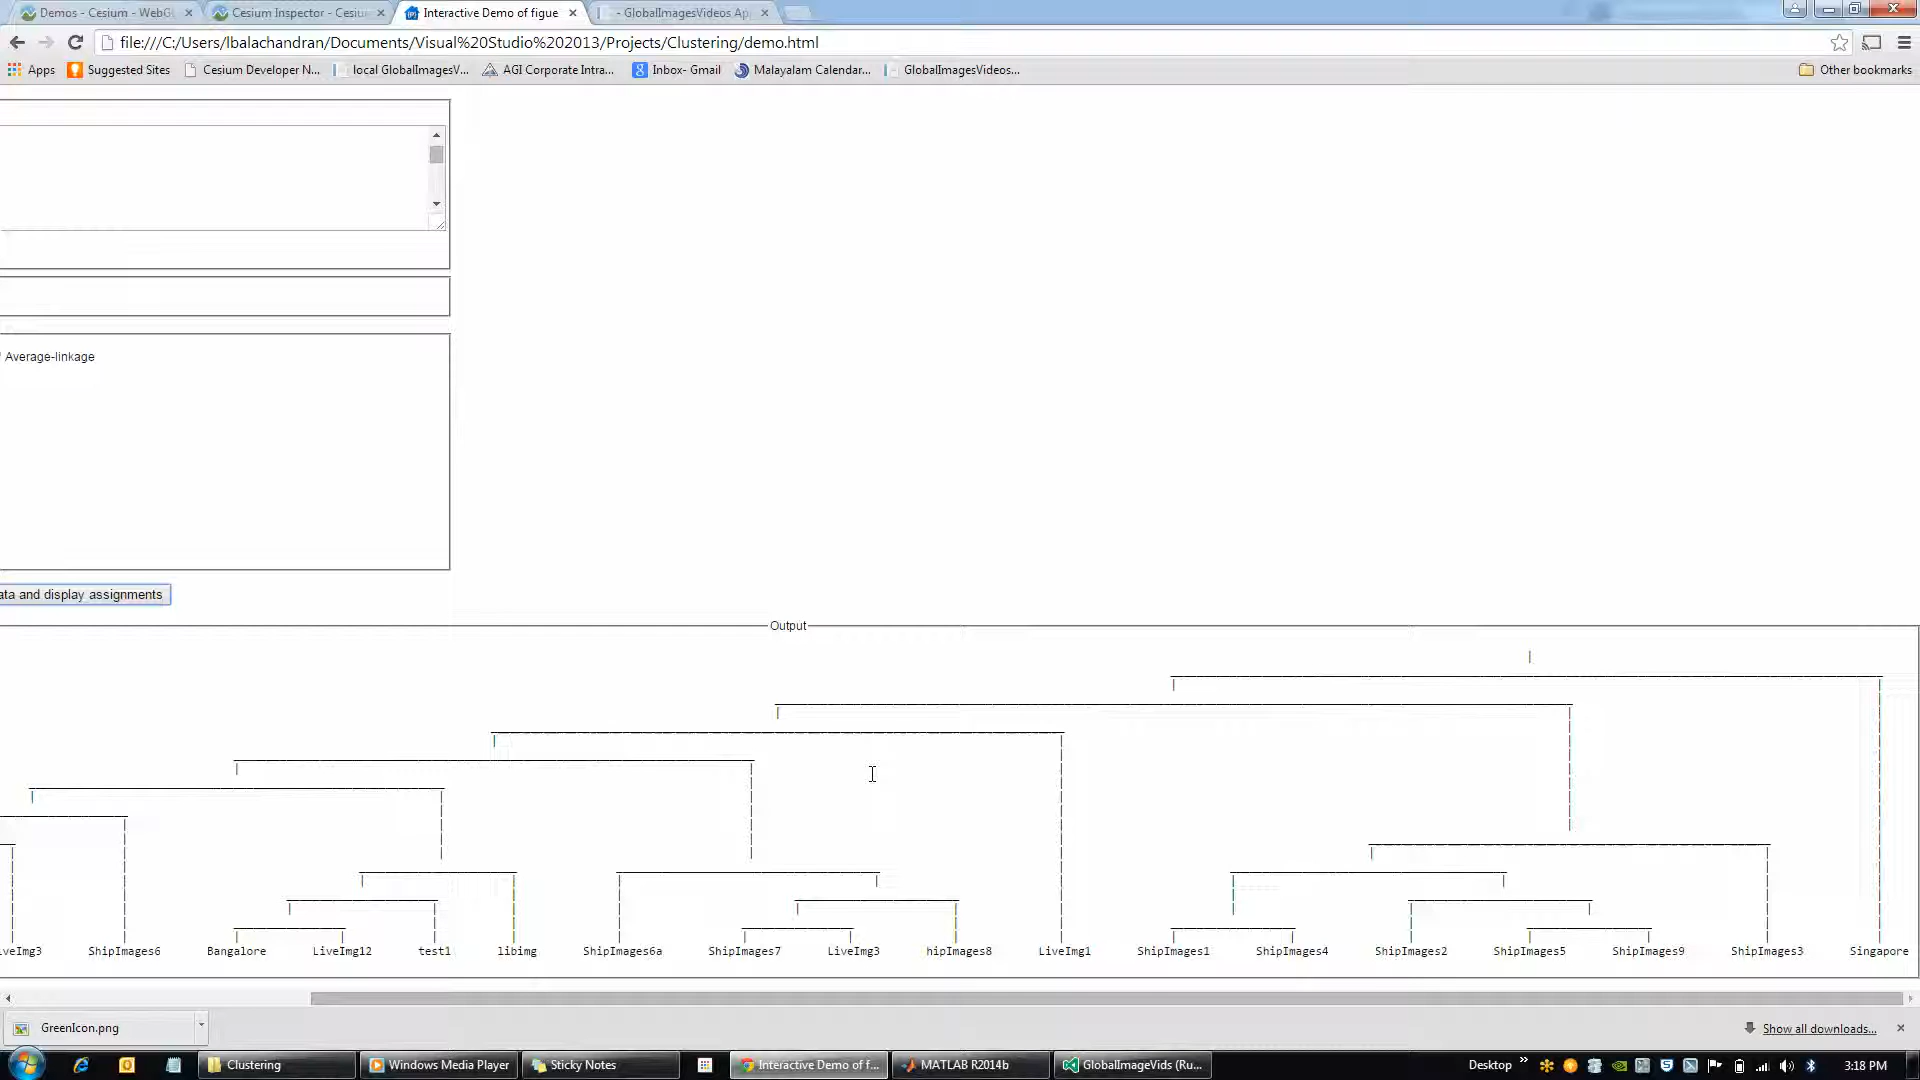 Demos - Cesium - WebG
Cesium Inspector - Cesiu
Interactive Demo of figue
- GlobalImagesVideos Ap
file:///C:/Users/lbalachandran/Documents/Visual%20Studio%202013/Projects/Clustering/demo.html
Apps
Suggested Sites
Cesium Developer N...
local GlobalImagesV...
AGI Corporate Intra...
Inbox- Gmail
Malayalam Calendar...
GlobalImagesVideos...
Other bookmarks
Average-linkage
ata and display assignments
Output
veImg3 ShipImages6 Bangalore LiveImg12 test1 libimg ShipImages6a ShipImages7 LiveImg3 hipImages8 LiveImg1 ShipImages1 ShipImages4 ShipImages2 ShipImages5 ShipImages9 ShipImages3 Singapore
GreenIcon.png
Show all downloads...
Clustering
Windows Media Player
Sticky Notes
Interactive Demo of f...
MATLAB R2014b
GlobalImageVids (Ru...
Desktop
3:18 PM